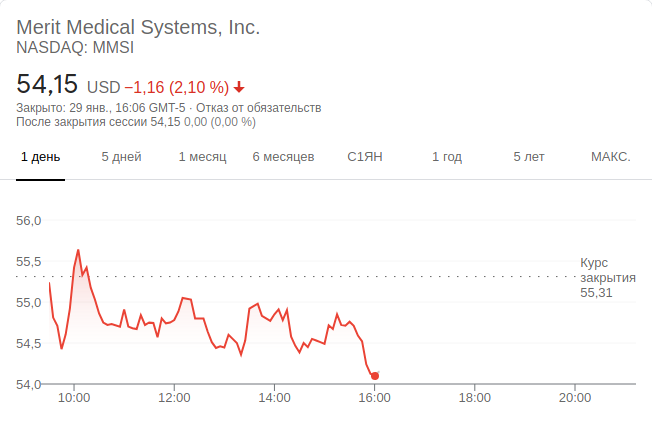 Merit Medical Systems, Inc.
NASDAQ: MMSI
54,15 USD −1,16 (2,10 %)
Закрыто: 29 янв., 16:06 GMT-5 · Отказ от обязательств
После закрытия сессии 54,15 0,00 (0,00 %)
1 день 5 дней 1 месяц 6 месяцев С1ЯН 1 год 5 лет МАКС.
56,0
55,5
Курс
закрытия
55,31
55,0
54,5
54,0
10:00 12:00 14:00 16:00 18:00 20:00